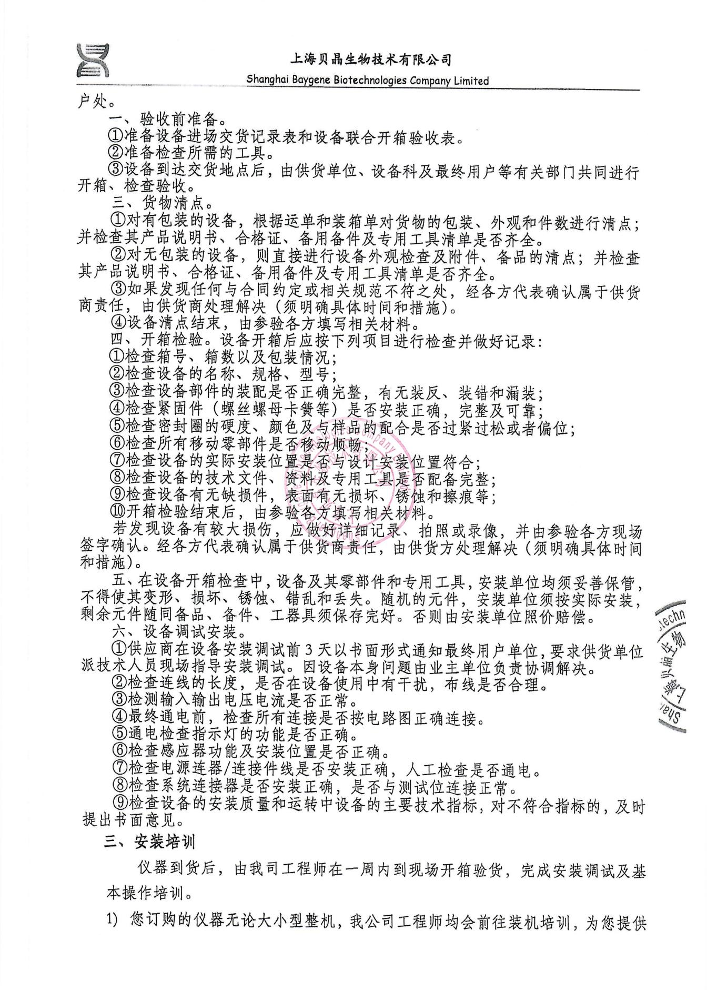 上海贝晶生物技术有限公司
Shanghai Baygene Biotechnologies Company Limited
户处。
一、验收前准备。
①准备设备进场交货记录表和设备联合开箱验收表。
②准备检查所需的工具。
③设备到达交货地点后，由供货单位、设备科及最终用户等有关部门共同进行
开箱、检查验收。
三、货物清点。
①对有包装的设备，根据运单和装箱单对货物的包装、外观和件数进行清点；
并检查其产品说明书、合格证、备用备件及专用工具清单是否齐全。
②对无包装的设备，则直接进行设备外观检查及附件、备品的清点；并检查
其产品说明书、合格证、备用备件及专用工具清单是否齐全。
③如果发现任何与合同约定或相关规范不符之处，经各方代表确认属于供货
商责任，由供货商处理解决（须明确具体时间和措施）。
④设备清点结束，由参验各方填写相关材料。
四、开箱检验。设备开箱后应按下列项目进行检查并做好记录：
①检查箱号、箱数以及包装情况；
②检查设备的名称、规格、型号；
③检查设备部件的装配是否正确完整，有无装反、装错和漏装；
④检查紧固件（螺丝螺母卡簧等）是否安装正确，完整及可靠；
⑤检查密封圈的硬度、颜色及与样品的配合是否过紧过松或者偏位；
⑥检查所有移动零部件是否移动顺畅；
⑦检查设备的实际安装位置是否与设计安装位置符合；
⑧检查设备的技术文件、资料及专用工具是否配备完整；
⑨检查设备有无缺损件，表面有无损坏、锈蚀和擦痕等；
⑩开箱检验结束后，由参验各方填写相关材料。
若发现设备有较大损伤，应做好详细记录、拍照或录像，并由参验各方现场
签字确认。经各方代表确认属于供货商责任，由供货方处理解决（须明确具体时间
和措施）。
五、在设备开箱检查中，设备及其零部件和专用工具，安装单位均须妥善保管，
不得使其变形、损坏、锈蚀、错乱和丢失。随机的元件，安装单位须按实际安装，
剩余元件随同备品、备件、工器具须保存完好。否则由安装单位照价赔偿。
六、设备调试安装。
①供应商在设备安装调试前 3 天以书面形式通知最终用户单位，要求供货单位
派技术人员现场指导安装调试。因设备本身问题由业主单位负责协调解决。
②检查连线的长度，是否在设备使用中有干扰，布线是否合理。
③检测输入输出电压电流是否正常。
④最终通电前，检查所有连接是否按电路图正确连接。
⑤通电检查指示灯的功能是否正确。
⑥检查感应器功能及安装位置是否正确。
⑦检查电源连器/连接件线是否安装正确，人工检查是否通电。
⑧检查系统连接器是否安装正确，是否与测试位连接正常。
⑨检查设备的安装质量和运转中设备的主要技术指标，对不符合指标的，及时
提出书面意见。
三、安装培训
仪器到货后，由我司工程师在一周内到现场开箱验货，完成安装调试及基
本操作培训。
1） 您订购的仪器无论大小型整机，我公司工程师均会前往装机培训，为您提供
上海贝晶生物